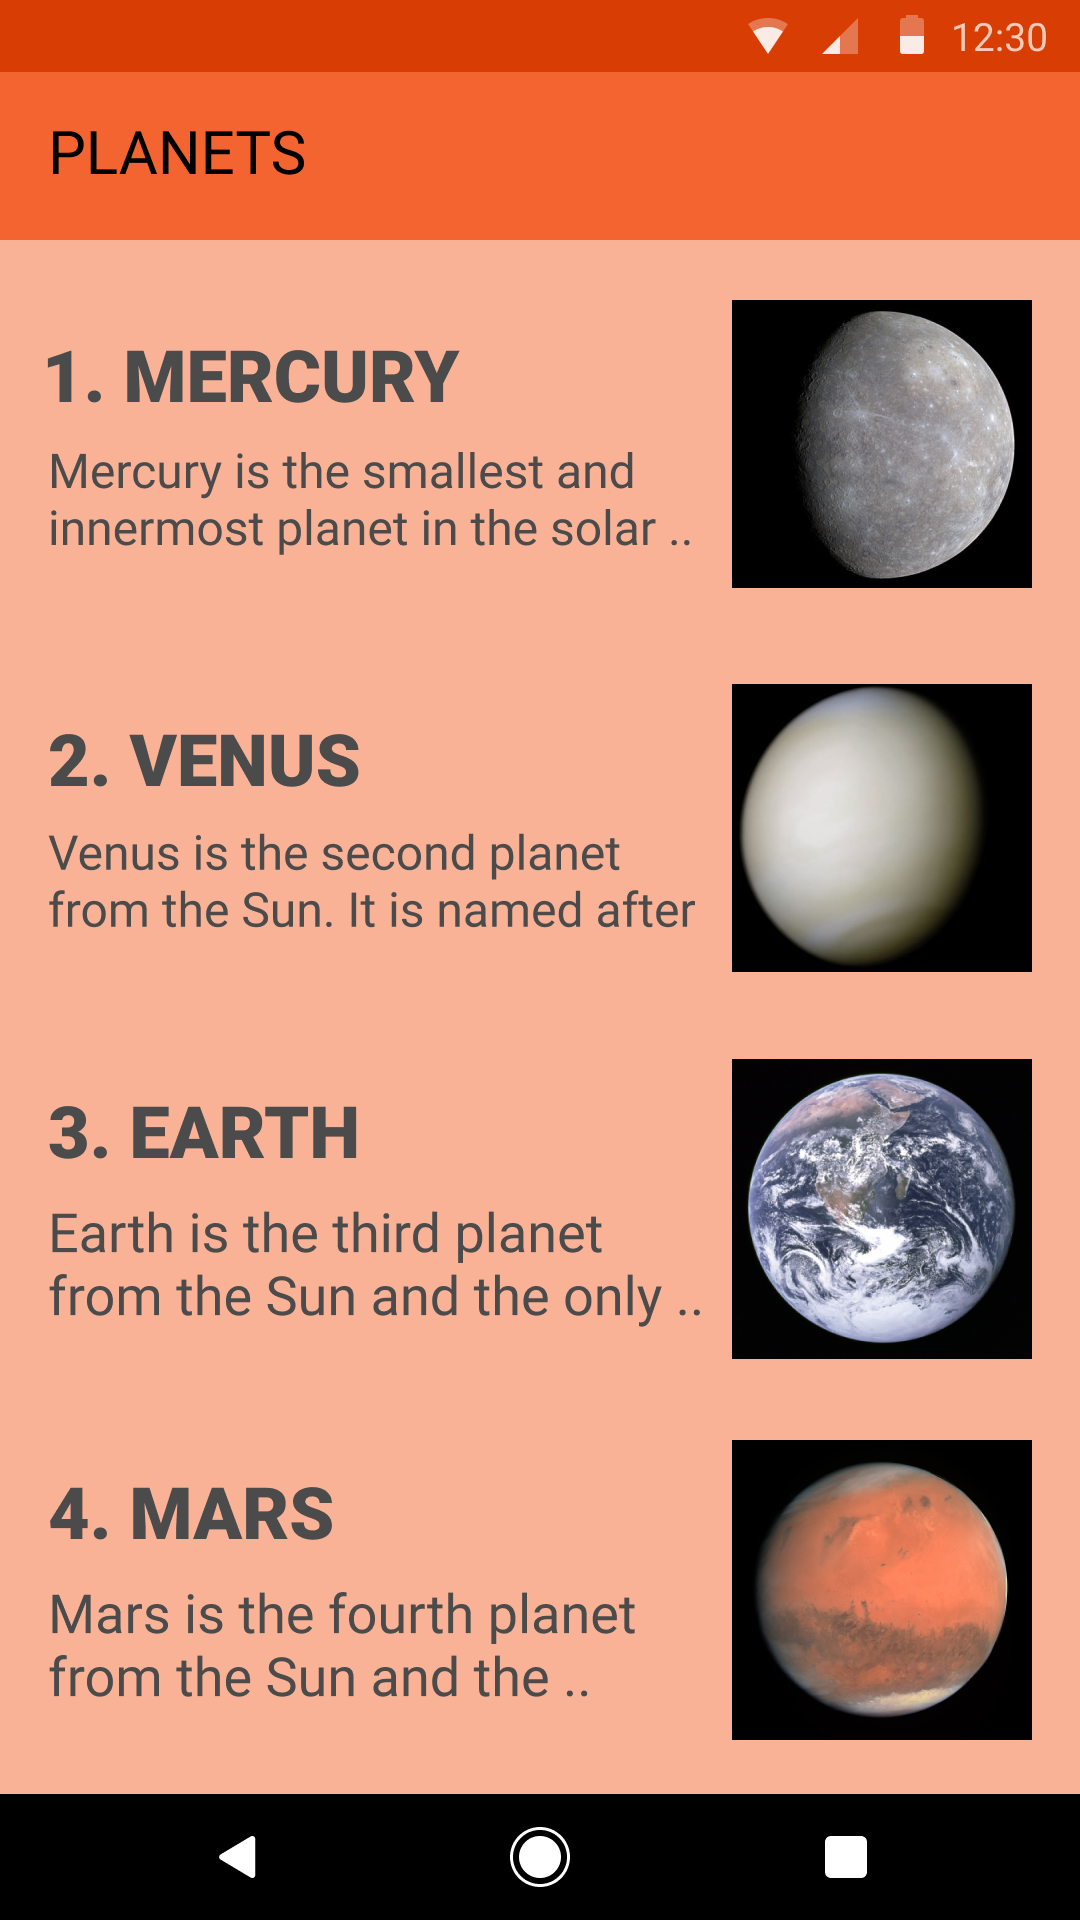 12:30
PLANETS
1. MERCURY
Mercury is the smallest and
innermost planet in the solar ..
2. VENUS
Venus is the second planet
from the Sun. It is named after
3. EARTH
Earth is the third planet
from the Sun and the only ..
4. MARS
Mars is the fourth planet
from the Sun and the ..